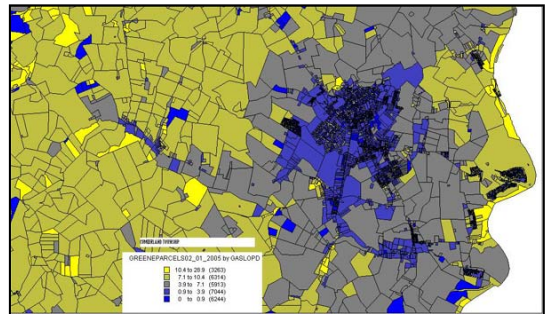 CUMBERLAND TOWNSHIP
GREENEPARCELS02_01_2005 by GASLOPD
10.4 to 28.9 (3263)
7.1 to 10.4 (6314)
3.9 to 7.1 (5913)
0.9 to 3.9 (7044)
0 to 0.9 (6244)